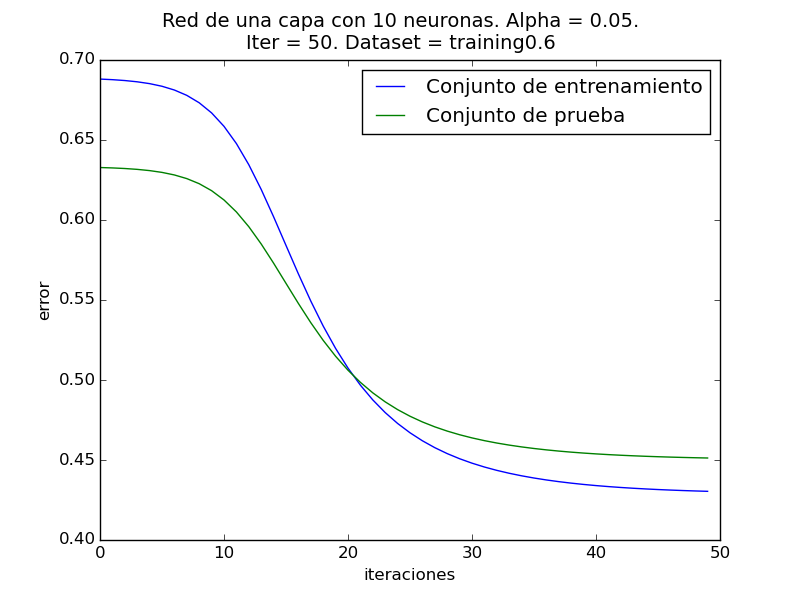 Red de una capa con 10 neuronas. Alpha = 0.05.
Iter = 50. Dataset = training0.6
Conjunto de entrenamiento
Conjunto de prueba
0.70
0.65
0.60
0.55
0.50
0.45
0.40
error
0 10 20 30 40 50
iteraciones